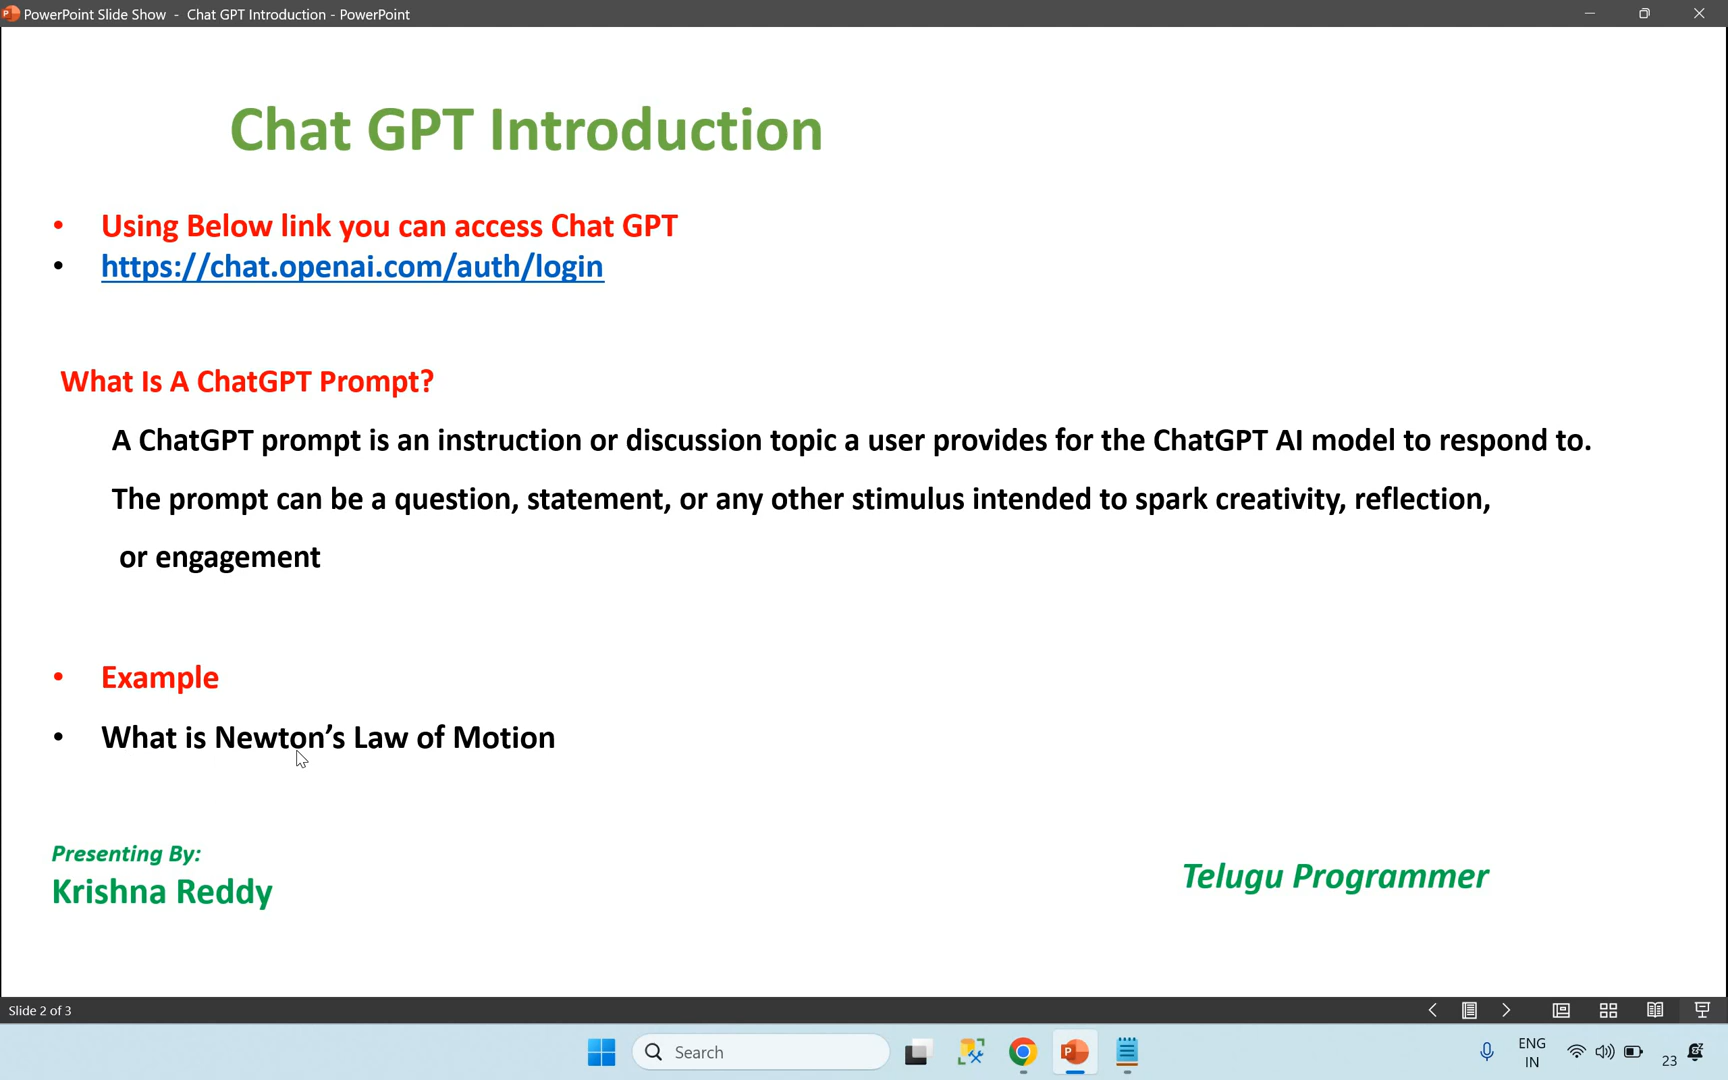 PowerPoint Slide Show - Chat GPT Introduction - PowerPoint
Chat GPT Introduction
• Using Below link you can access Chat GPT
• https://chat.openai.com/auth/login
What Is A ChatGPT Prompt?
A ChatGPT prompt is an instruction or discussion topic a user provides for the ChatGPT AI model to respond to.
The prompt can be a question, statement, or any other stimulus intended to spark creativity, reflection,
or engagement
• Example
• What is Newton’s Law of Motion
Presenting By:
Krishna Reddy
Telugu Programmer
Slide 2 of 3
Search
ENG
IN
23